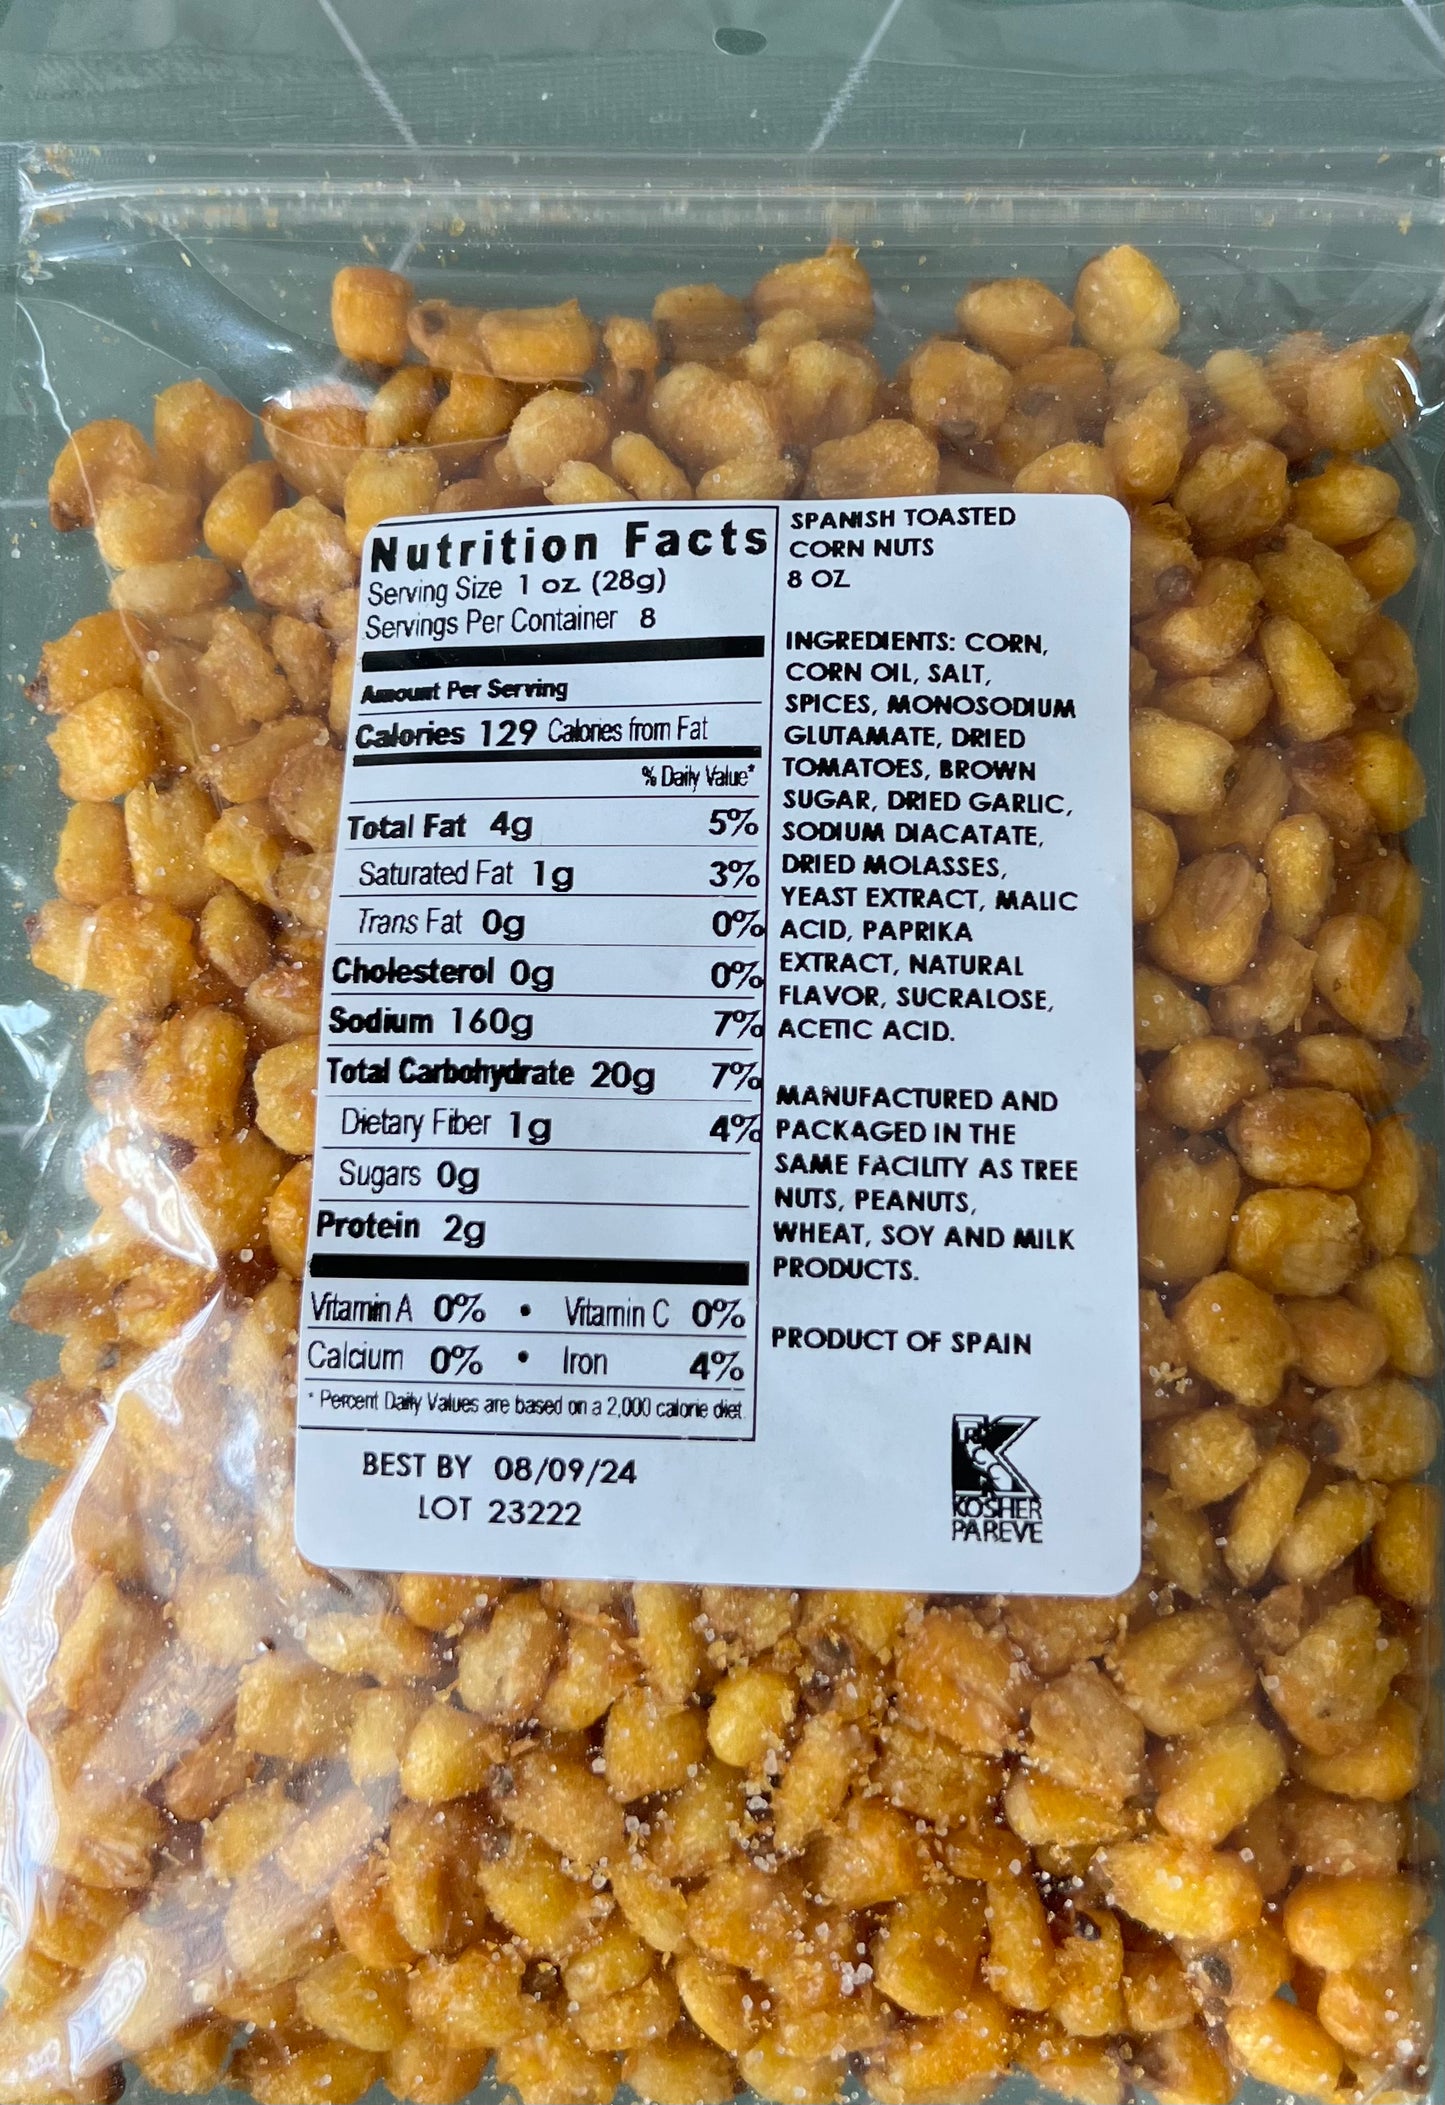 Nutrition Facts
Serving Size 1 oz (28g)
Servings Per Container 8
Amount Per Serving
Calories 129 Calories from Fat
% Daily Value*
Total Fat 4g 5%
Saturated Fat 1g 3%
Trans Fat 0g 0%
Cholesterol 0g 0%
Sodium 160g 7%
Total Carbohydrate 20g 7%
Dietary Fiber 1g 4%
Sugars 0g
Protein 2g
Vitamin A 0% • Vitamin C 0%
Calcium 0% • Iron 4%
* Percent Daily Values are based on a 2,000 calorie diet.
BEST BY 08/09/24
LOT 23222
SPANISH TOASTED
CORN NUTS
8 OZ
INGREDIENTS: CORN,
CORN OIL, SALT,
SPICES, MONOSODIUM
GLUTAMATE, DRIED
TOMATOES, BROWN
SUGAR, DRIED GARLIC,
SODIUM DIACATATE,
DRIED MOLASSES,
YEAST EXTRACT, MALIC
ACID, PAPRIKA
EXTRACT, NATURAL
FLAVOR, SUCRALOSE,
ACETIC ACID.
MANUFACTURED AND
PACKAGED IN THE
SAME FACILITY AS TREE
NUTS, PEANUTS,
WHEAT, SOY AND MILK
PRODUCTS.
PRODUCT OF SPAIN
K
KOSHER
PAREVE